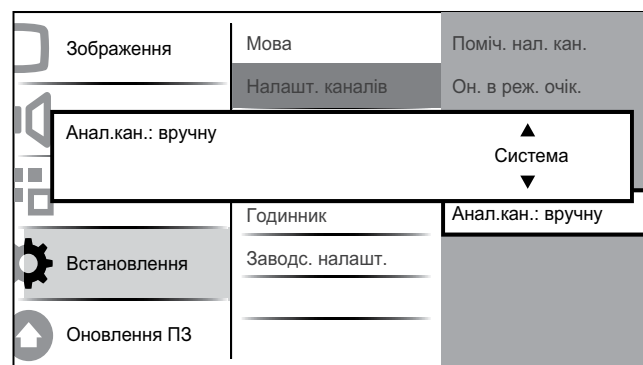 Зображення
Мова
Поміч. нал. кан.
Налашт. каналів
Он. в реж. очік.
Анал.кан.: вручну
▲
Система
▼
Годинник
Анал.кан.: вручну
Встановлення
Заводс. налашт.
Оновлення ПЗ